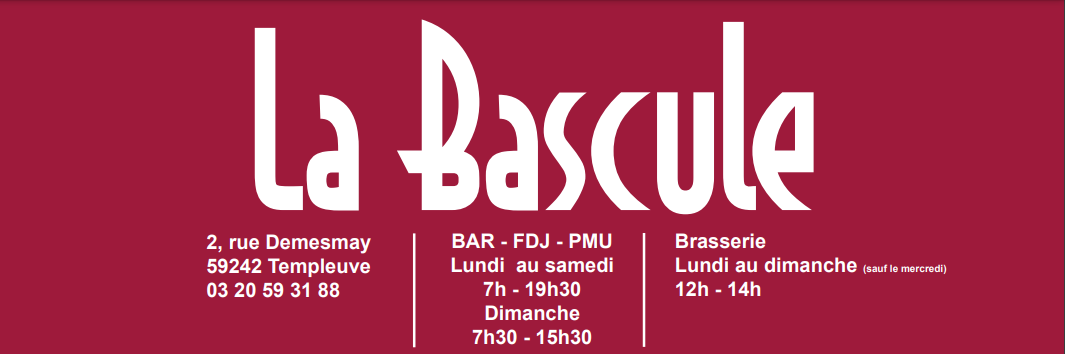 La Bascule
2, rue Demesmay
59242 Templeuve
03 20 59 31 88
BAR - FDJ - PMU
Lundi au samedi
7h - 19h30
Dimanche
7h30 - 15h30
Brasserie
Lundi au dimanche (sauf le mercredi)
12h - 14h